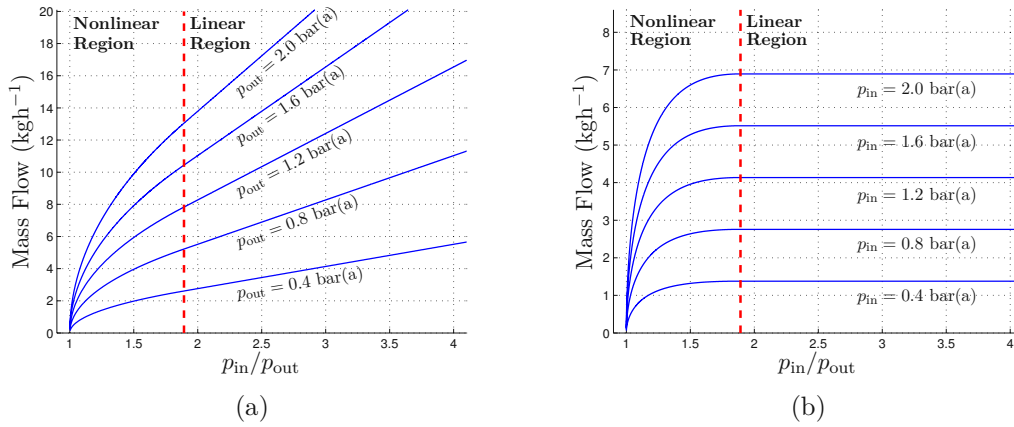 Nonlinear Region
Linear Region
20
18
16
14
12
10
8
6
4
2
0
Mass Flow (kgh⁻¹)
p_out = 2.0 bar(a)
p_out = 1.6 bar(a)
p_out = 1.2 bar(a)
p_out = 0.8 bar(a)
p_out = 0.4 bar(a)
1 1.5 2 2.5 3 3.5 4
p_in/p_out
(a)
Nonlinear Region
Linear Region
8
7
6
5
4
3
2
1
0
Mass Flow (kgh⁻¹)
p_in = 2.0 bar(a)
p_in = 1.6 bar(a)
p_in = 1.2 bar(a)
p_in = 0.8 bar(a)
p_in = 0.4 bar(a)
1 1.5 2 2.5 3 3.5 4
p_in/p_out
(b)